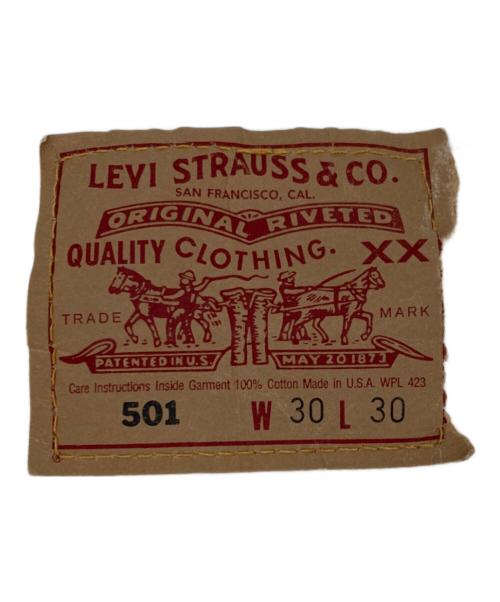 LEVI STRAUSS & CO.
SAN FRANCISCO, CAL.
ORIGINAL RIVETED
QUALITY CLOTHING. XX
TRADE MARK
PATENTED IN U.S. MAY 20 1873
Care Instructions Inside Garment 100% Cotton Made in U.S.A. WPL 423
501 W 30 L 30